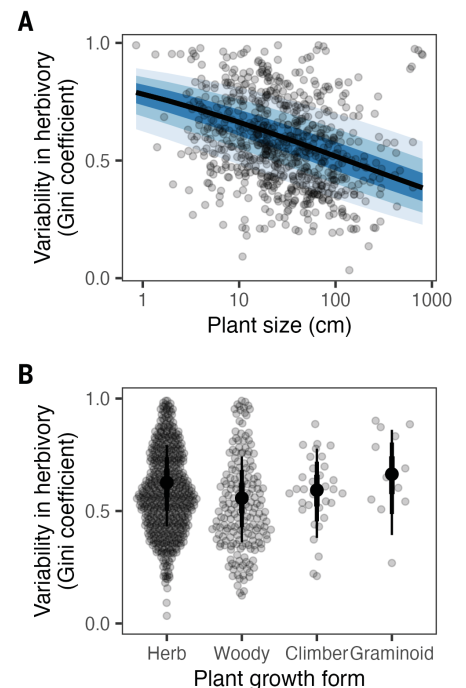 A
Variability in herbivory
(Gini coefficient)
1.0
0.5
0.0
1 10 100 1000
Plant size (cm)
B
Variability in herbivory
(Gini coefficient)
1.0
0.5
0.0
Herb Woody Climber Graminoid
Plant growth form